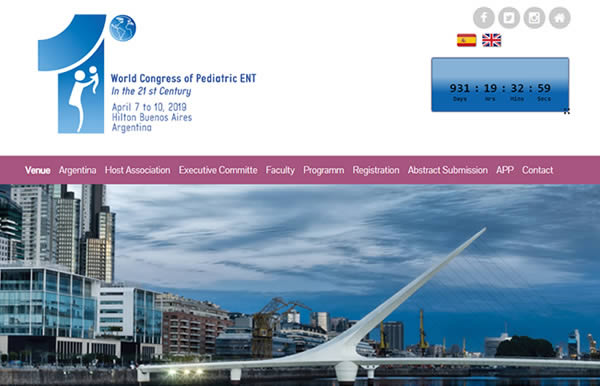 1°
World Congress of Pediatric ENT
In the 21 st Century
April 7 to 10, 2019
Hilton Buenos Aires
Argentina
931 : 19 : 32 : 59
Days Hrs Mins Secs
Venue Argentina Host Association Executive Committe Faculty Programm Registration Abstract Submission APP Contact